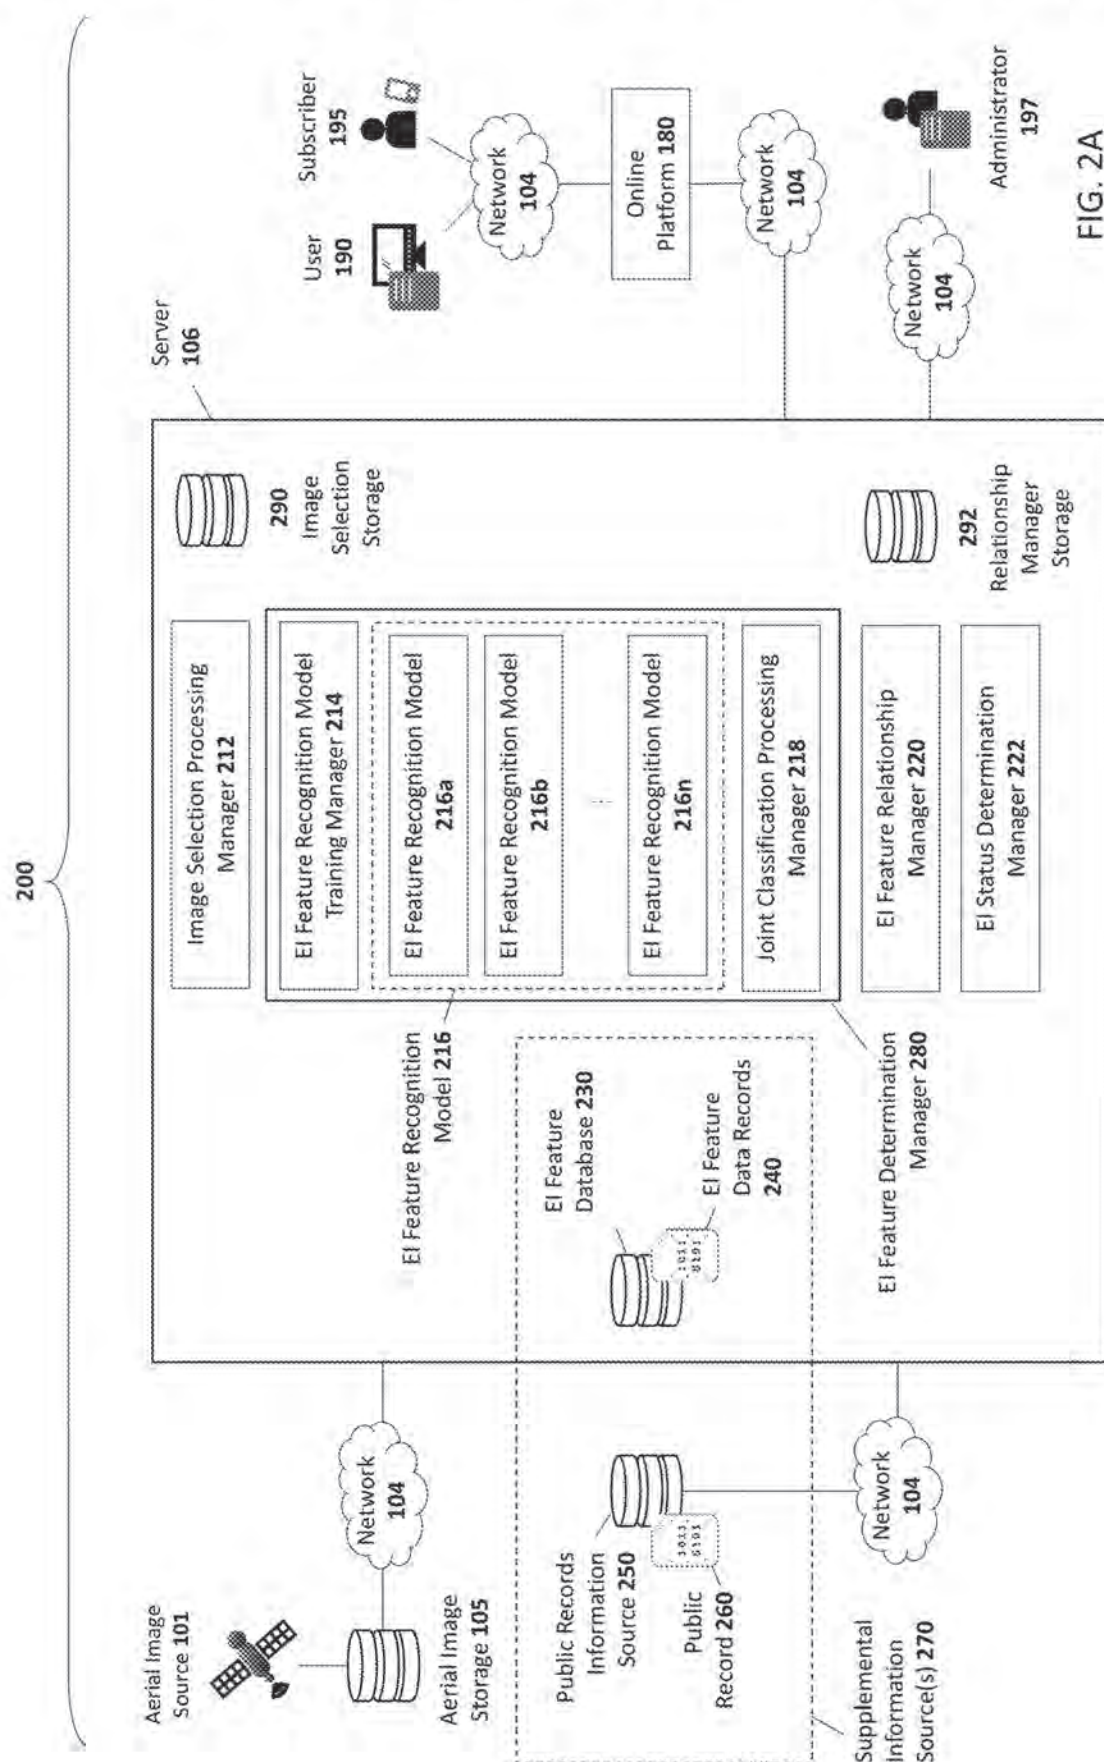 200
Aerial Image
Source 101
Aerial Image
Storage 105
Network
104
Public Records
Information
Source 250
Public
Record 260
1011
0101
Supplemental
Information
Source(s) 270
Network
104
Server
106
EI Feature Recognition
Model 216
EI Feature
Database 230
1011
0101
EI Feature
Data Records
240
EI Feature Determination
Manager 280
Image Selection Processing
Manager 212
EI Feature Recognition Model
Training Manager 214
EI Feature Recognition Model
216a
EI Feature Recognition Model
216b
EI Feature Recognition Model
216n
Joint Classification Processing
Manager 218
EI Feature Relationship
Manager 220
EI Status Determination
Manager 222
290
Image
Selection
Storage
292
Relationship
Manager
Storage
User
190
Subscriber
195
Network
104
Online
Platform 180
Network
104
Network
104
Administrator
197
FIG. 2A